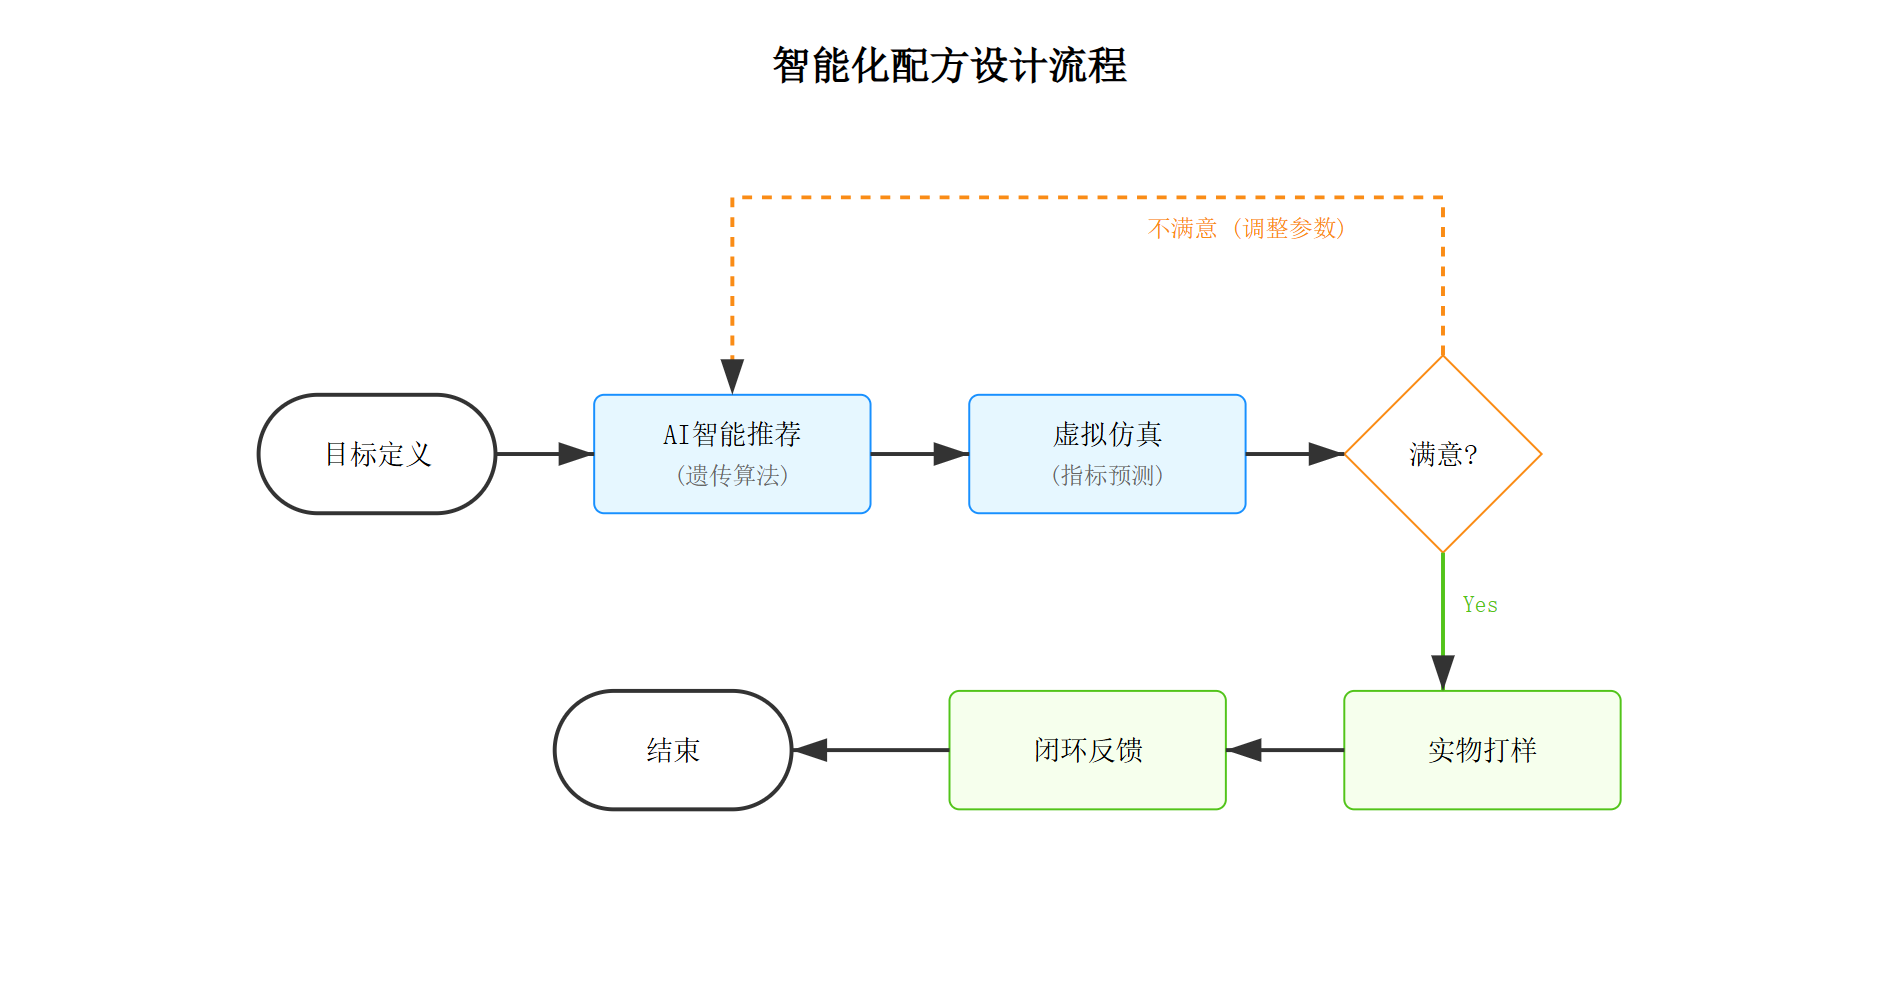 智能化配方设计流程
不满意 (调整参数)
目标定义
AI智能推荐
(遗传算法)
虚拟仿真
(指标预测)
满意?
Yes
结束
闭环反馈
实物打样